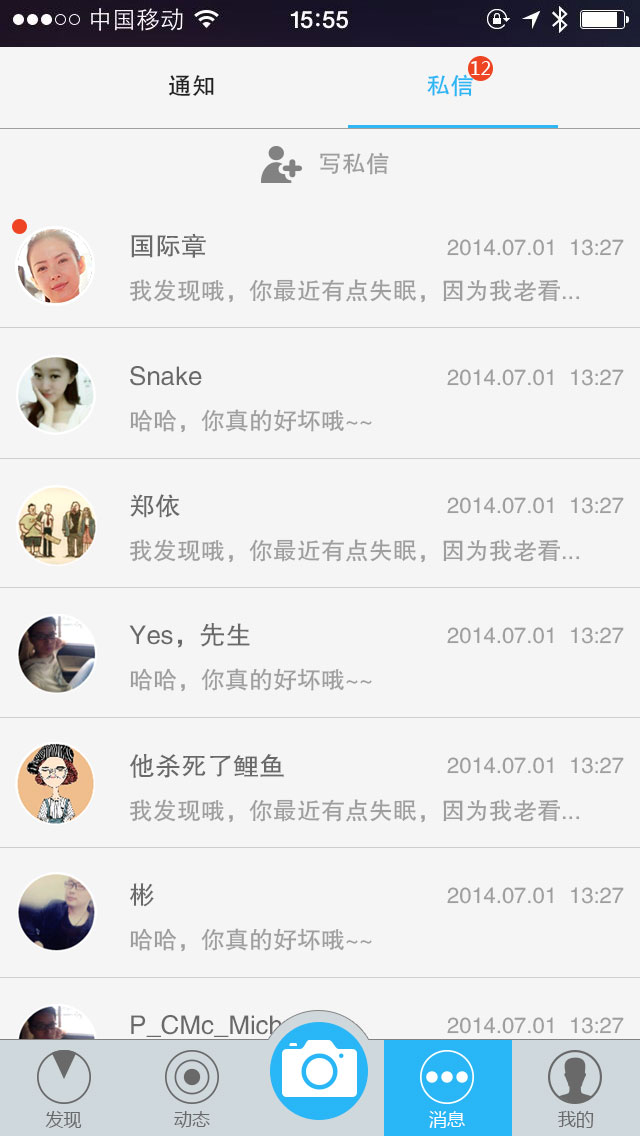 中国移动 15:55
通知 私信 12
写私信
国际章 2014.07.01 13:27
我发现哦，你最近有点失眠，因为我老看...
Snake 2014.07.01 13:27
哈哈，你真的好坏哦~~
郑依 2014.07.01 13:27
我发现哦，你最近有点失眠，因为我老看...
Yes，先生 2014.07.01 13:27
哈哈，你真的好坏哦~~
他杀死了鲤鱼 2014.07.01 13:27
我发现哦，你最近有点失眠，因为我老看...
彬 2014.07.01 13:27
哈哈，你真的好坏哦~~
P_CMc_Mich 2014.07.01 13:27
发现 动态 消息 我的